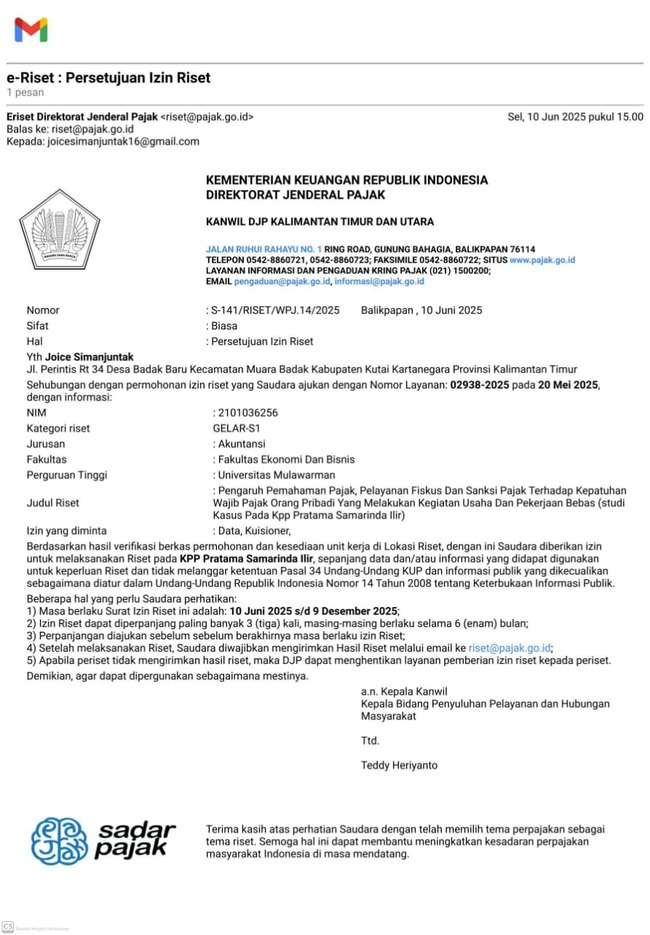 e-Riset : Persetujuan Izin Riset
1 pesan
Eriset Direktorat Jenderal Pajak <riset@pajak.go.id>
Sel, 10 Jun 2025 pukul 15.00
Balas ke: riset@pajak.go.id
Kepada: joicesimanjuntak16@gmail.com
KEMENTERIAN KEUANGAN REPUBLIK INDONESIA
DIREKTORAT JENDERAL PAJAK
KANWIL DJP KALIMANTAN TIMUR DAN UTARA
JALAN RUHUI RAHAYU NO. 1 RING ROAD, GUNUNG BAHAGIA, BALIKPAPAN 76114
TELEPON 0542-8860721, 0542-8860723; FAKSIMILE 0542-8860722; SITUS www.pajak.go.id
LAYANAN INFORMASI DAN PENGADUAN KRING PAJAK (021) 1500200;
EMAIL pengaduan@pajak.go.id, informasi@pajak.go.id
Nomor : S-141/RISET/WPJ.14/2025 Balikpapan , 10 Juni 2025
Sifat : Biasa
Hal : Persetujuan Izin Riset
Yth Joice Simanjuntak
Jl. Perintis Rt 34 Desa Badak Baru Kecamatan Muara Badak Kabupaten Kutai Kartanegara Provinsi Kalimantan Timur
Sehubungan dengan permohonan izin riset yang Saudara ajukan dengan Nomor Layanan: 02938-2025 pada 20 Mei 2025,
dengan informasi:
NIM : 2101036256
Kategori riset GELAR-S1
Jurusan : Akuntansi
Fakultas : Fakultas Ekonomi Dan Bisnis
Perguruan Tinggi : Universitas Mulawarman
: Pengaruh Pemahaman Pajak, Pelayanan Fiskus Dan Sanksi Pajak Terhadap Kepatuhan
Judul Riset Wajib Pajak Orang Pribadi Yang Melakukan Kegiatan Usaha Dan Pekerjaan Bebas (studi
Kasus Pada Kpp Pratama Samarinda Ilir)
Izin yang diminta : Data, Kuisioner,
Berdasarkan hasil verifikasi berkas permohonan dan kesediaan unit kerja di Lokasi Riset, dengan ini Saudara diberikan izin
untuk melaksanakan Riset pada KPP Pratama Samarinda Ilir, sepanjang data dan/atau informasi yang didapat digunakan
untuk keperluan Riset dan tidak melanggar ketentuan Pasal 34 Undang-Undang KUP dan informasi publik yang dikecualikan
sebagaimana diatur dalam Undang-Undang Republik Indonesia Nomor 14 Tahun 2008 tentang Keterbukaan Informasi Publik.
Beberapa hal yang perlu Saudara perhatikan:
1) Masa berlaku Surat Izin Riset ini adalah: 10 Juni 2025 s/d 9 Desember 2025;
2) Izin Riset dapat diperpanjang paling banyak 3 (tiga) kali, masing-masing berlaku selama 6 (enam) bulan;
3) Perpanjangan diajukan sebelum sebelum berakhirnya masa berlaku izin Riset;
4) Setelah melaksanakan Riset, Saudara diwajibkan mengirimkan Hasil Riset melalui email ke riset@pajak.go.id;
5) Apabila periset tidak mengirimkan hasil riset, maka DJP dapat menghentikan layanan pemberian izin riset kepada periset.
Demikian, agar dapat dipergunakan sebagaimana mestinya.
a.n. Kepala Kanwil
Kepala Bidang Penyuluhan Pelayanan dan Hubungan
Masyarakat
Ttd.
Teddy Heriyanto
sadar
pajak
Terima kasih atas perhatian Saudara dengan telah memilih tema perpajakan sebagai
tema riset. Semoga hal ini dapat membantu meningkatkan kesadaran perpajakan
masyarakat Indonesia di masa mendatang.
CS